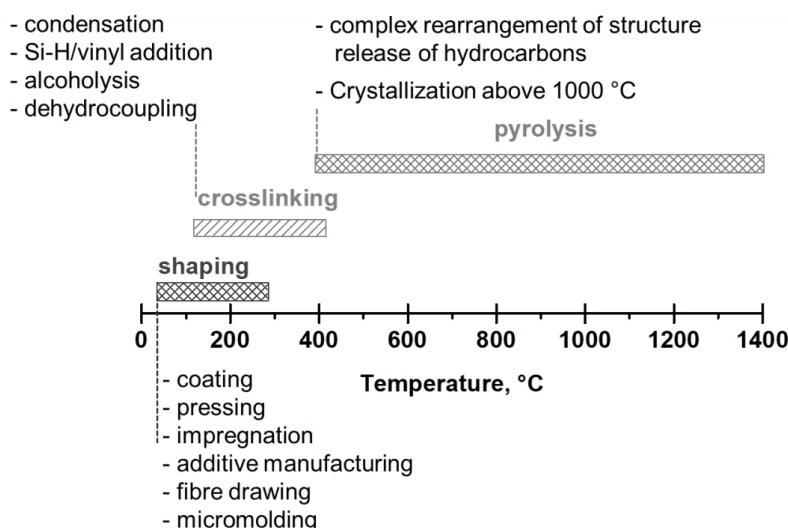 - condensation
- Si-H/vinyl addition
- alcoholysis
- dehydrocoupling
- complex rearrangement of structure
release of hydrocarbons
- Crystallization above 1000 °C
pyrolysis
crosslinking
shaping
0 200 400 600 800 1000 1200 1400
Temperature, °C
- coating
- pressing
- impregnation
- additive manufacturing
- fibre drawing
- micromolding